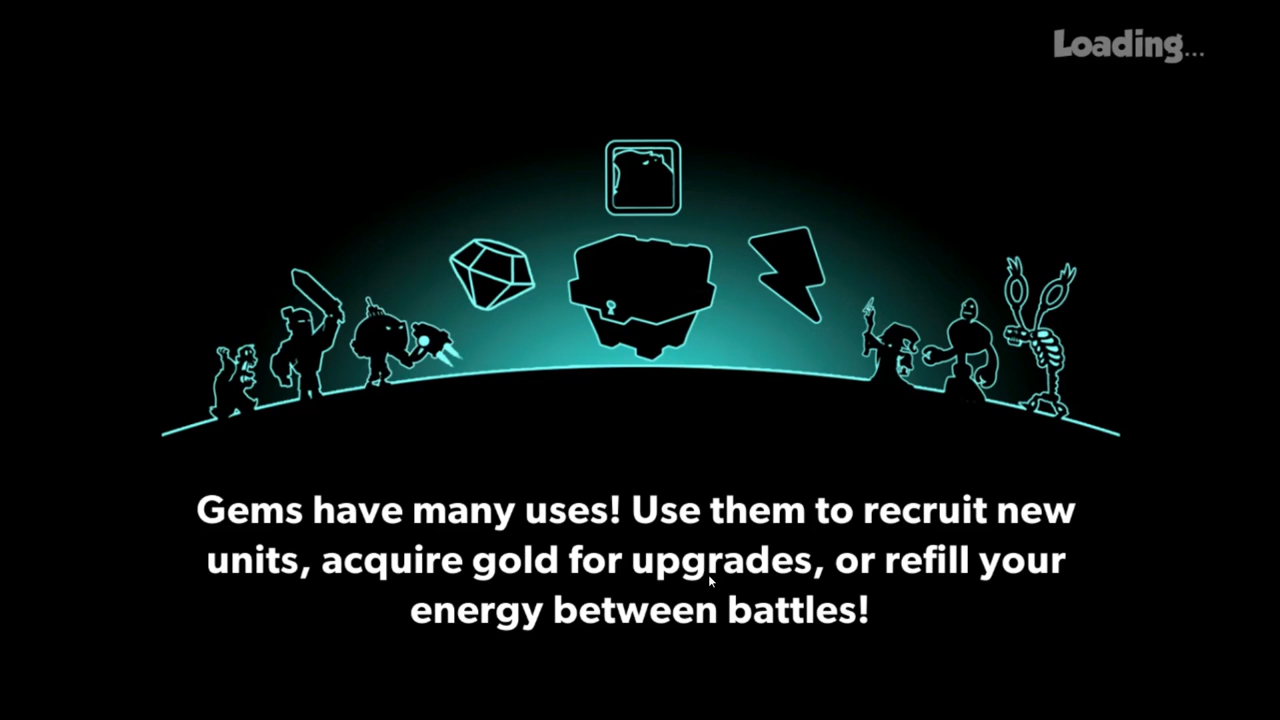 Loading...
Gems have many uses! Use them to recruit new
units, acquire gold for upgrades, or refill your
energy between battles!